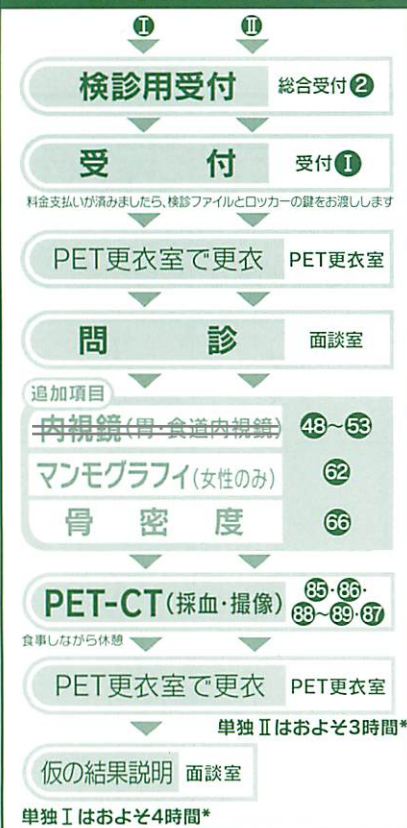 Ⅰ Ⅱ
検診用受付 総合受付❷
受付 受付Ⅰ
料金支払いが済みましたら、検診ファイルとロッカーの鍵をお渡しします
PET更衣室で更衣 PET更衣室
問診 面談室
追加項目
内視鏡(胃・食道内視鏡) 48～53
マンモグラフィ(女性のみ) 62
骨密度 66
PET-CT(採血・撮像) 85・86・
88～89・87
食事しながら休憩
PET更衣室で更衣 PET更衣室
単独Ⅱはおよそ3時間*
仮の結果説明 面談室
単独Ⅰはおよそ4時間*